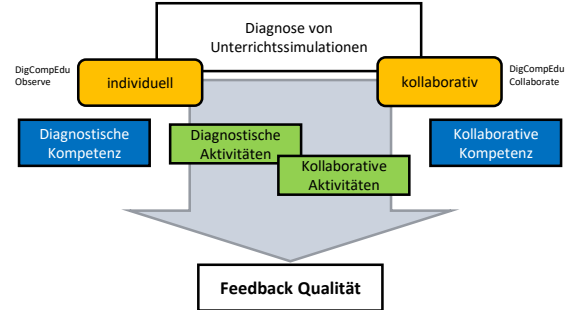 Diagnose von
Unterrichtssimulationen
DigCompEdu
Observe
individuell
kollaborativ
DigCompEdu
Collaborate
Diagnostische
Kompetenz
Diagnostische
Aktivitäten
Kollaborative
Aktivitäten
Kollaborative
Kompetenz
Feedback Qualität